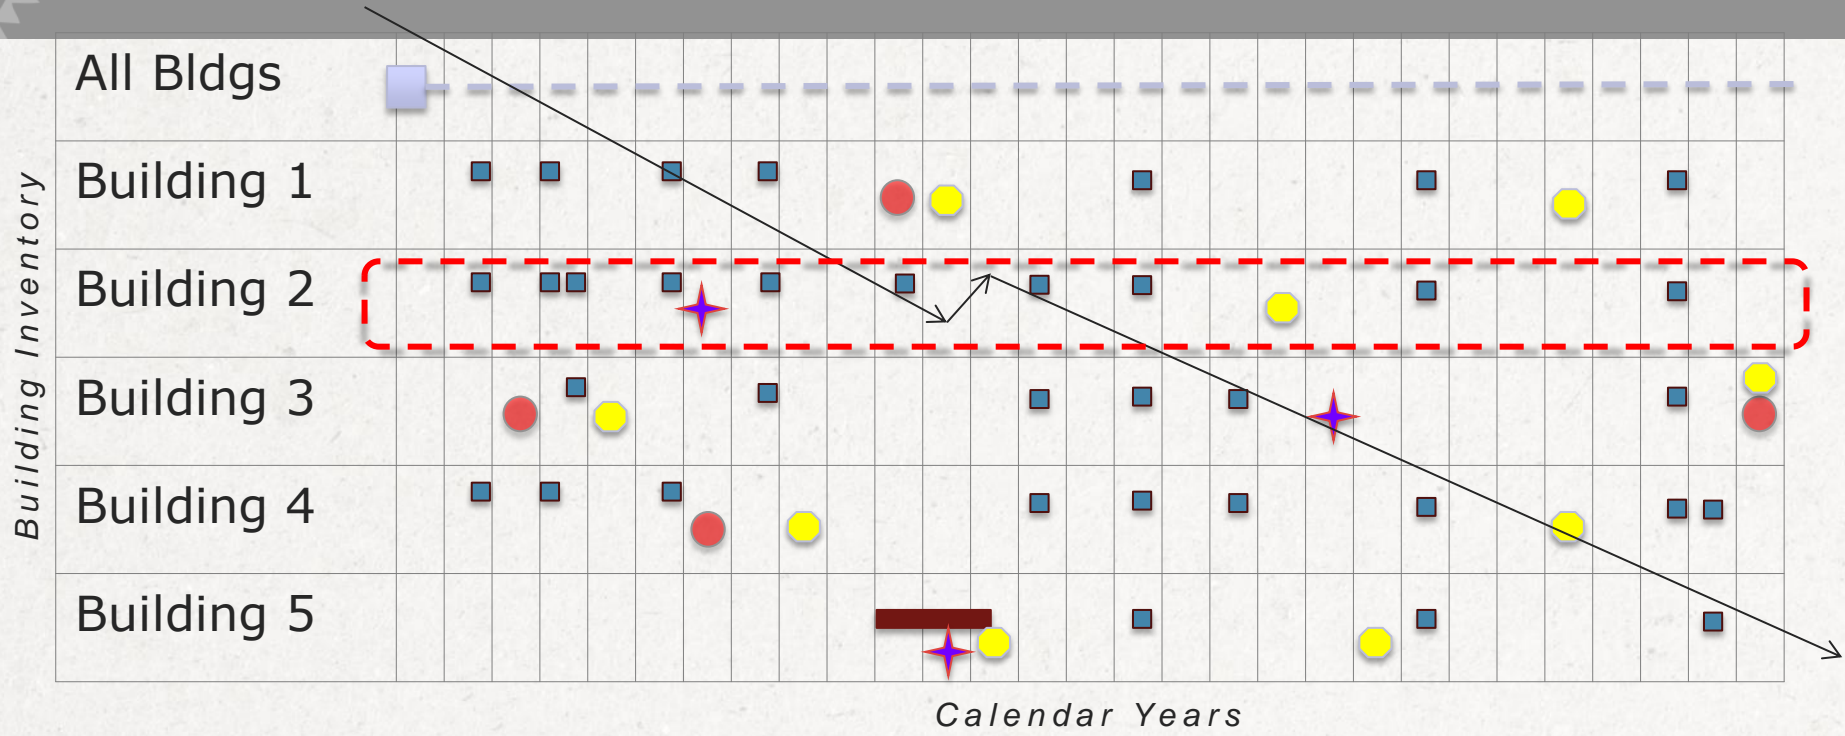 All Bldgs
Building 1
Building 2
Building 3
Building 4
Building 5
Building Inventory
Calendar Years